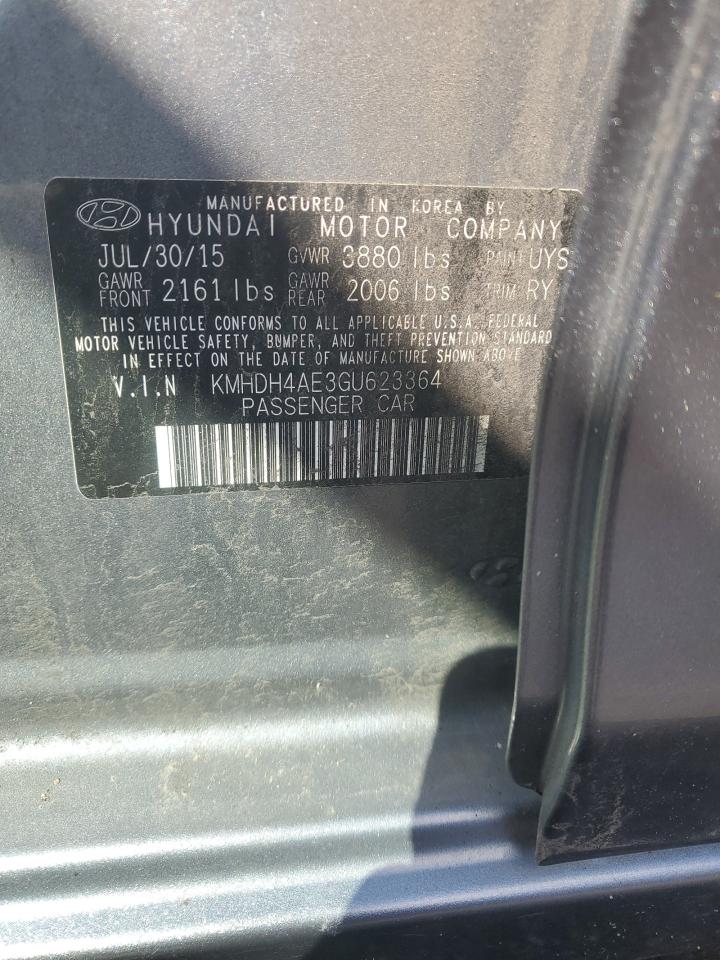 MANUFACTURED IN KOREA BY
HYUNDAI MOTOR COMPANY
JUL/30/15 GVWR 3880 lbs PAINT UYS
GAWR FRONT 2161 lbs GAWR REAR 2006 lbs TRIM RY
THIS VEHICLE CONFORMS TO ALL APPLICABLE U.S.A. FEDERAL
MOTOR VEHICLE SAFETY, BUMPER, AND THEFT PREVENTION STANDARD
IN EFFECT ON THE DATE OF MANUFACTURE SHOWN ABOVE
V.I.N KMHDH4AE3GU623364
PASSENGER CAR